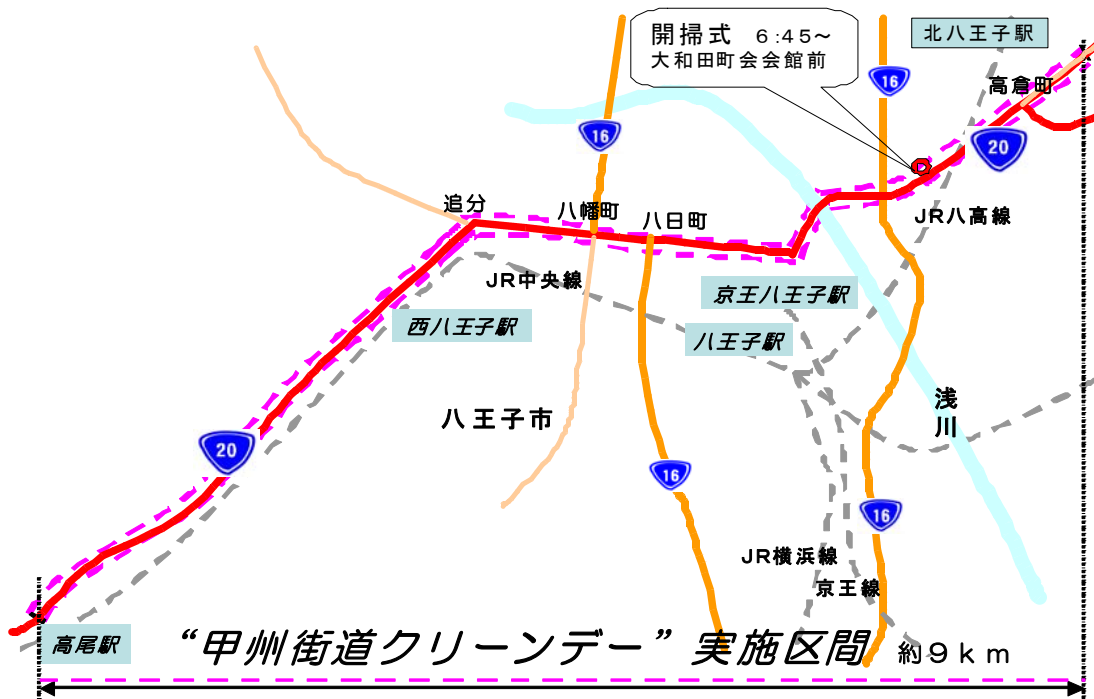 開掃式 6:45~
大和田町会会館前
北八王子駅
16
高倉町
16
20
追分
八幡町
八日町
JR八高線
JR中央線
京王八王子駅
西八王子駅
八王子駅
八王子市
浅川
20
16
16
JR横浜線
京王線
高尾駅
“甲州街道クリーンデー”実施区間 約9km